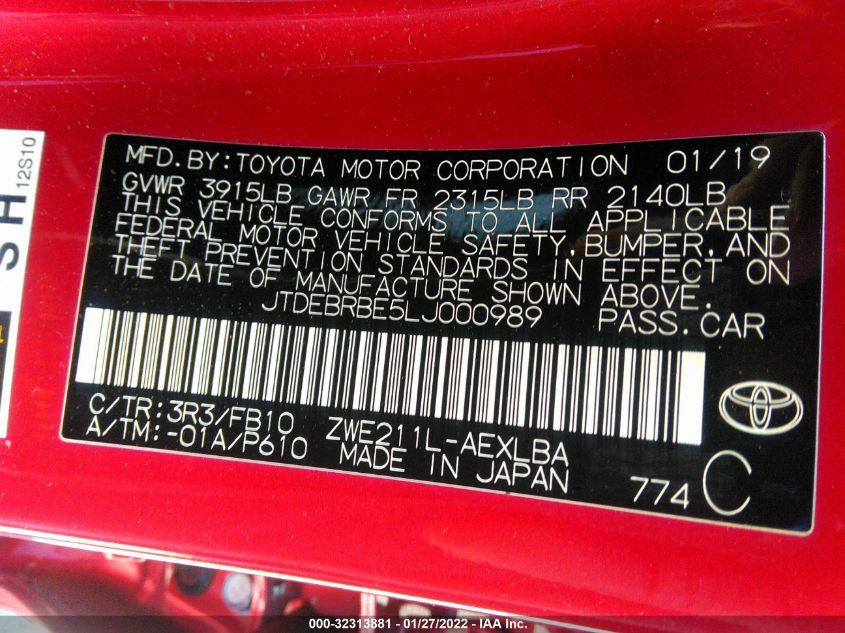 SH
12S10
MFD.BY:TOYOTA MOTOR CORPORATION 01/19
GVWR 3915LB GAWR FR 2315LB RR 2140LB
THIS VEHICLE CONFORMS TO ALL APPLICABLE
FEDERAL MOTOR VEHICLE SAFETY,BUMPER,AND
THEFT PREVENTION STANDARDS IN EFFECT ON
THE DATE OF MANUFACTURE SHOWN ABOVE.
JTDEBRBE5LJ000989 PASS.CAR
C/TR:3R3/FB10 ZWE211L-AEXLBA
A/TM:-01A/P610 MADE IN JAPAN
774 C
000-32313881 - 01/27/2022 - IAA Inc.